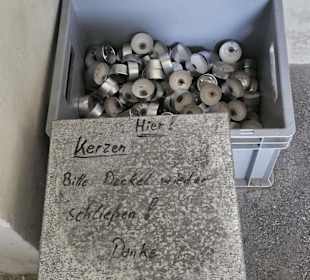 Hier!
Kerzen
Bitte Deckel wieder
schließen!
Danke